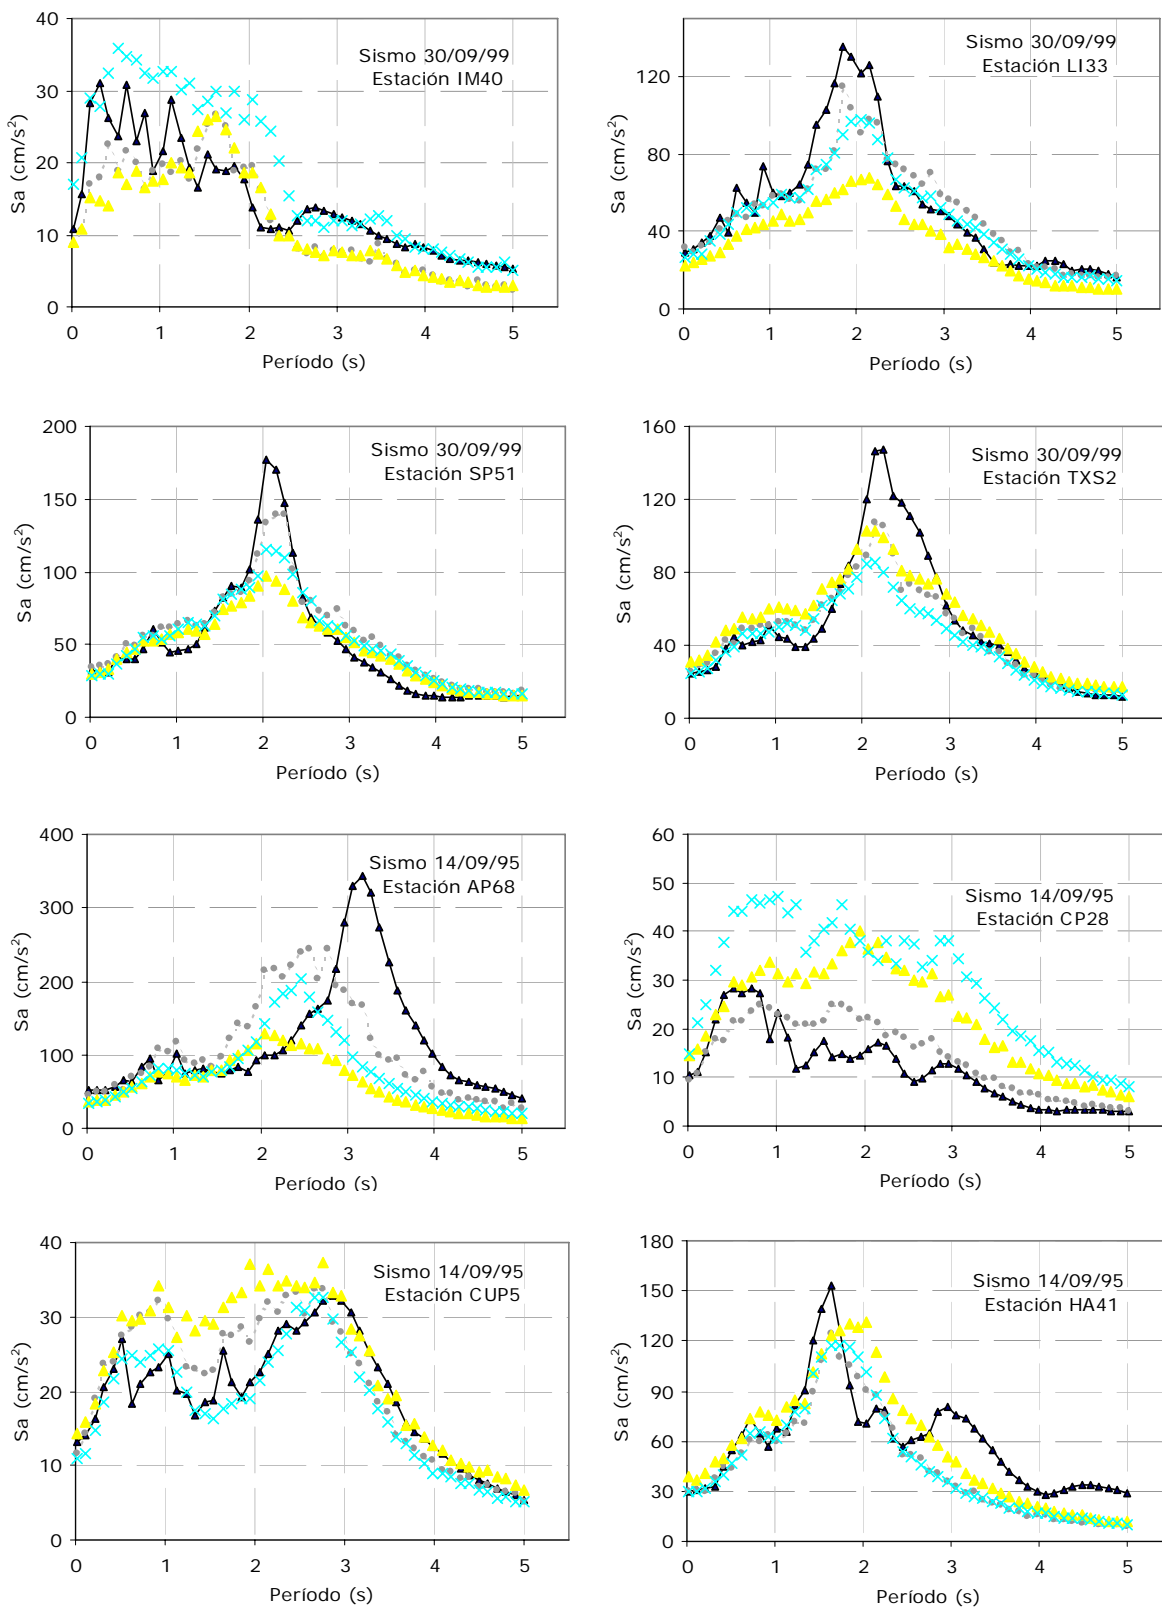 40
30
20
10
0
Sa (cm/s²)
Sismo 30/09/99
Estación IM40
0 1 2 3 4 5
Período (s)
120
80
40
0
Sa (cm/s²)
Sismo 30/09/99
Estación LI33
0 1 2 3 4 5
Período (s)
200
150
100
50
0
Sa (cm/s²)
Sismo 30/09/99
Estación SP51
0 1 2 3 4 5
Período (s)
160
120
80
40
0
Sa (cm/s²)
Sismo 30/09/99
Estación TXS2
0 1 2 3 4 5
Período (s)
400
300
200
100
0
Sa (cm/s²)
Sismo 14/09/95
Estación AP68
0 1 2 3 4 5
Período (s)
60
50
40
30
20
10
0
Sa (cm/s²)
Sismo 14/09/95
Estación CP28
0 1 2 3 4 5
Período (s)
40
30
20
10
0
Sa (cm/s²)
Sismo 14/09/95
Estación CUP5
0 1 2 3 4 5
Período (s)
180
150
120
90
60
30
0
Sa (cm/s²)
Sismo 14/09/95
Estación HA41
0 1 2 3 4 5
Período (s)